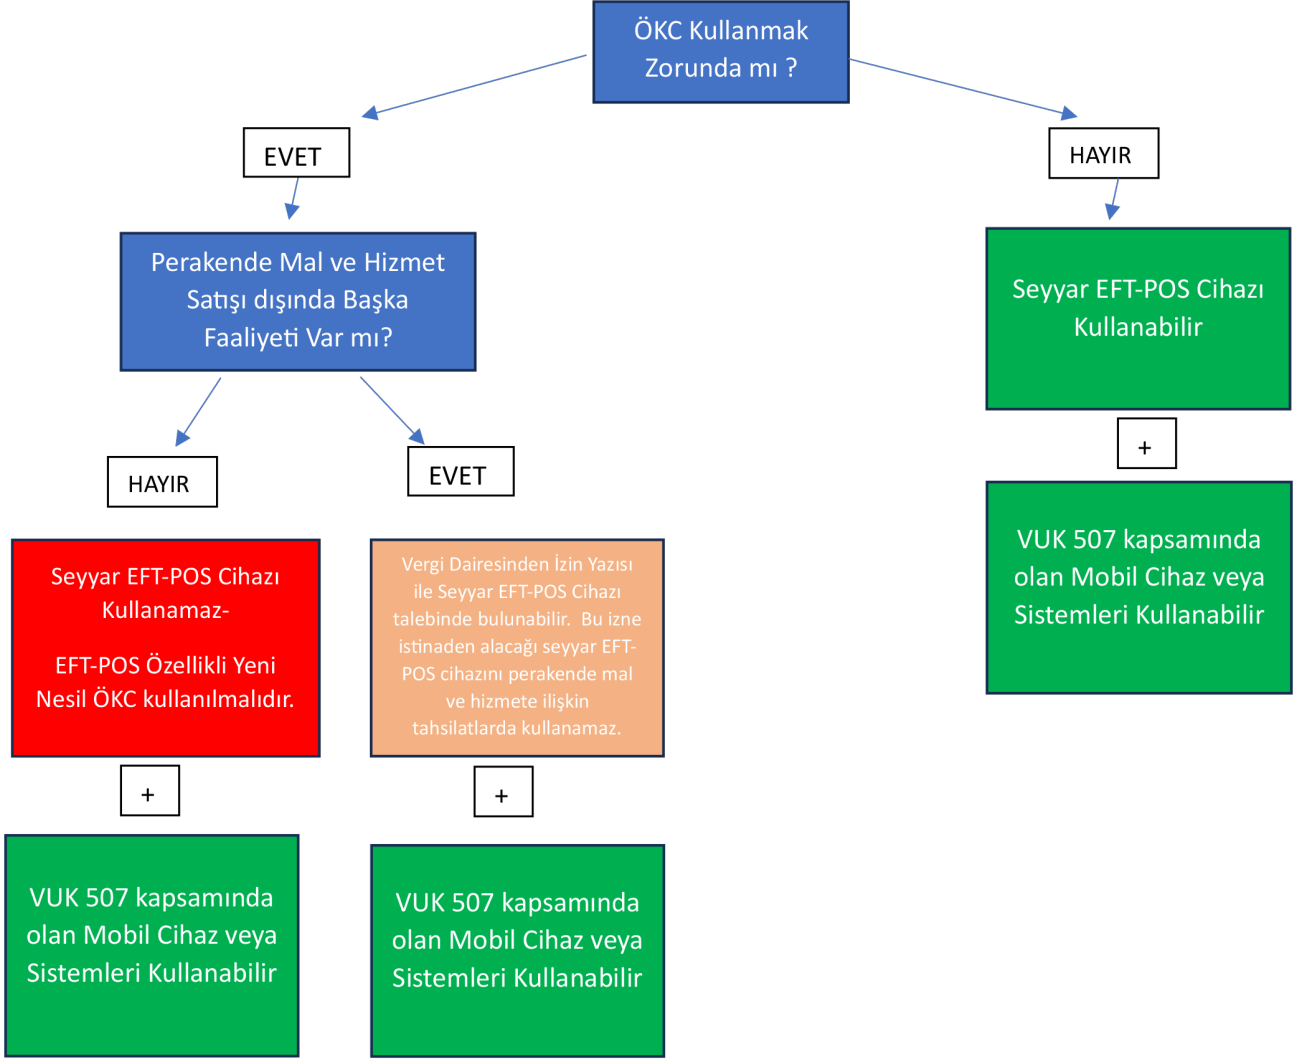 ÖKC Kullanmak
Zorunda mı ?
EVET
HAYIR
Perakende Mal ve Hizmet
Satışı dışında Başka
Faaliyeti Var mı?
Seyyar EFT-POS Cihazı
Kullanabilir
+
HAYIR
EVET
VUK 507 kapsamında
olan Mobil Cihaz veya
Sistemleri Kullanabilir
Seyyar EFT-POS Cihazı
Kullanamaz-
EFT-POS Özellikli Yeni
Nesil ÖKC kullanılmalıdır.
Vergi Dairesinden İzin Yazısı
ile Seyyar EFT-POS Cihazı
talebinde bulunabilir.  Bu izne
istinaden alacağı seyyar EFT-
POS cihazını perakende mal
ve hizmete ilişkin
tahsilatlarda kullanamaz.
+
+
VUK 507 kapsamında
olan Mobil Cihaz veya
Sistemleri Kullanabilir
VUK 507 kapsamında
olan Mobil Cihaz veya
Sistemleri Kullanabilir